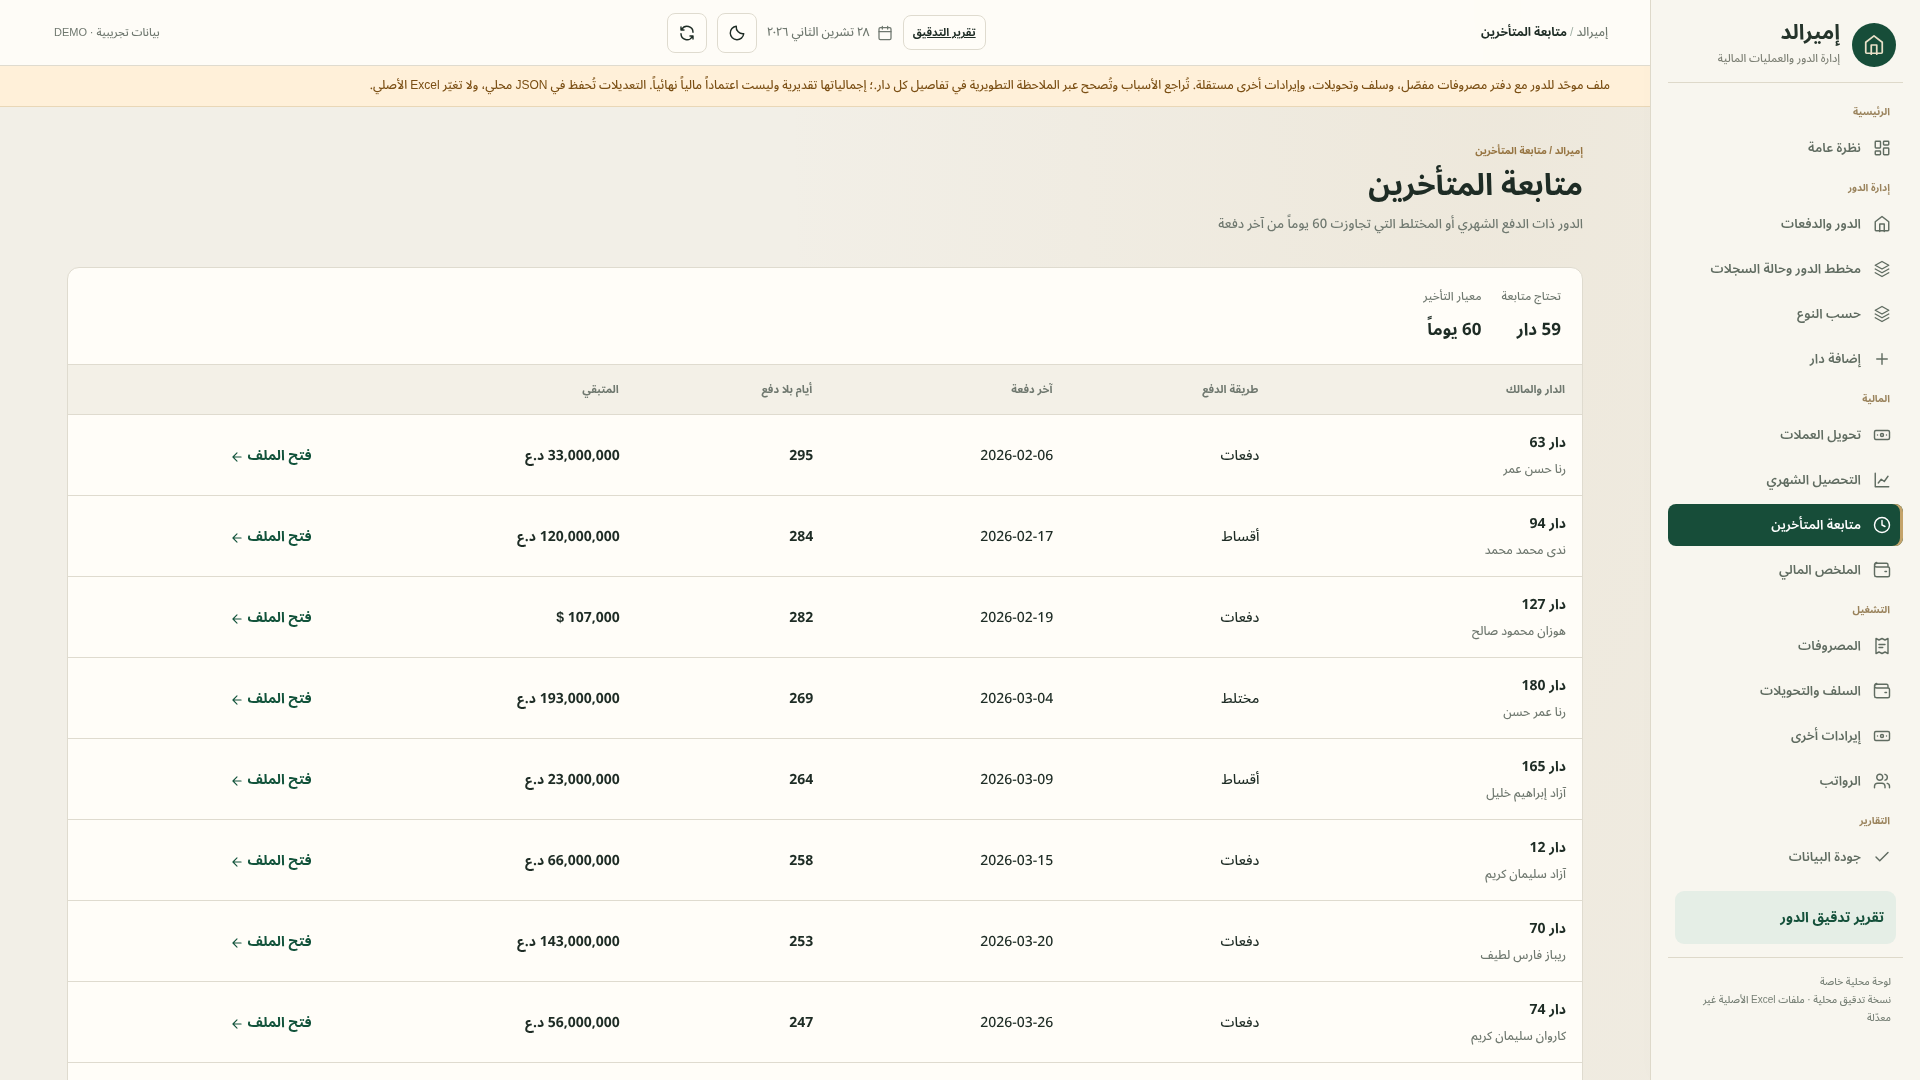 إميرالد
إدارة الدور والعمليات المالية
الرئيسية
نظرة عامة
إدارة الدور
الدور والدفعات
مخطط الدور وحالة السجلات
حسب النوع
إضافة دار
المالية
تحويل العملات
التحصيل الشهري
متابعة المتأخرين
الملخص المالي
التشغيل
المصروفات
السلف والتحويلات
إيرادات أخرى
الرواتب
التقارير
جودة البيانات
تقرير تدقيق الدور
لوحة محلية خاصة
نسخة تدقيق محلية · ملفات Excel الأصلية غير
معدّلة
إميرالد / متابعة المتأخرين
تقرير التدقيق
٢٨ تشرين الثاني ٢٠٢٦
بيانات تجريبية · DEMO
ملف موحّد للدور مع دفتر مصروفات مفصّل، وسلف وتحويلات، وإيرادات أخرى مستقلة. تُراجع الأسباب وتُصحح عبر الملاحظة التطويرية في تفاصيل كل دار.؛ إجمالياتها تقديرية وليست اعتماداً مالياً نهائياً. التعديلات تُحفظ في JSON محلي، ولا تغيّر Excel الأصلي.
إميرالد / متابعة المتأخرين
متابعة المتأخرين
الدور ذات الدفع الشهري أو المختلط التي تجاوزت 60 يوماً من آخر دفعة
تحتاج متابعة
59 دار
معيار التأخير
60 يوماً
الدار والمالك	طريقة الدفع	آخر دفعة	أيام بلا دفع	المتبقي
دار 63
رنا حسن عمر
دفعات	2026-02-06	295	33,000,000 د.ع	فتح الملف ←
دار 94
ندى محمد محمد
أقساط	2026-02-17	284	120,000,000 د.ع	فتح الملف ←
دار 127
هوزان محمود صالح
دفعات	2026-02-19	282	107,000 $	فتح الملف ←
دار 180
رنا عمر حسن
مختلط	2026-03-04	269	193,000,000 د.ع	فتح الملف ←
دار 165
آزاد إبراهيم خليل
أقساط	2026-03-09	264	23,000,000 د.ع	فتح الملف ←
دار 12
آزاد سليمان كريم
دفعات	2026-03-15	258	66,000,000 د.ع	فتح الملف ←
دار 70
ريباز فارس لطيف
دفعات	2026-03-20	253	143,000,000 د.ع	فتح الملف ←
دار 74
كاروان سليمان كريم
دفعات	2026-03-26	247	56,000,000 د.ع	فتح الملف ←